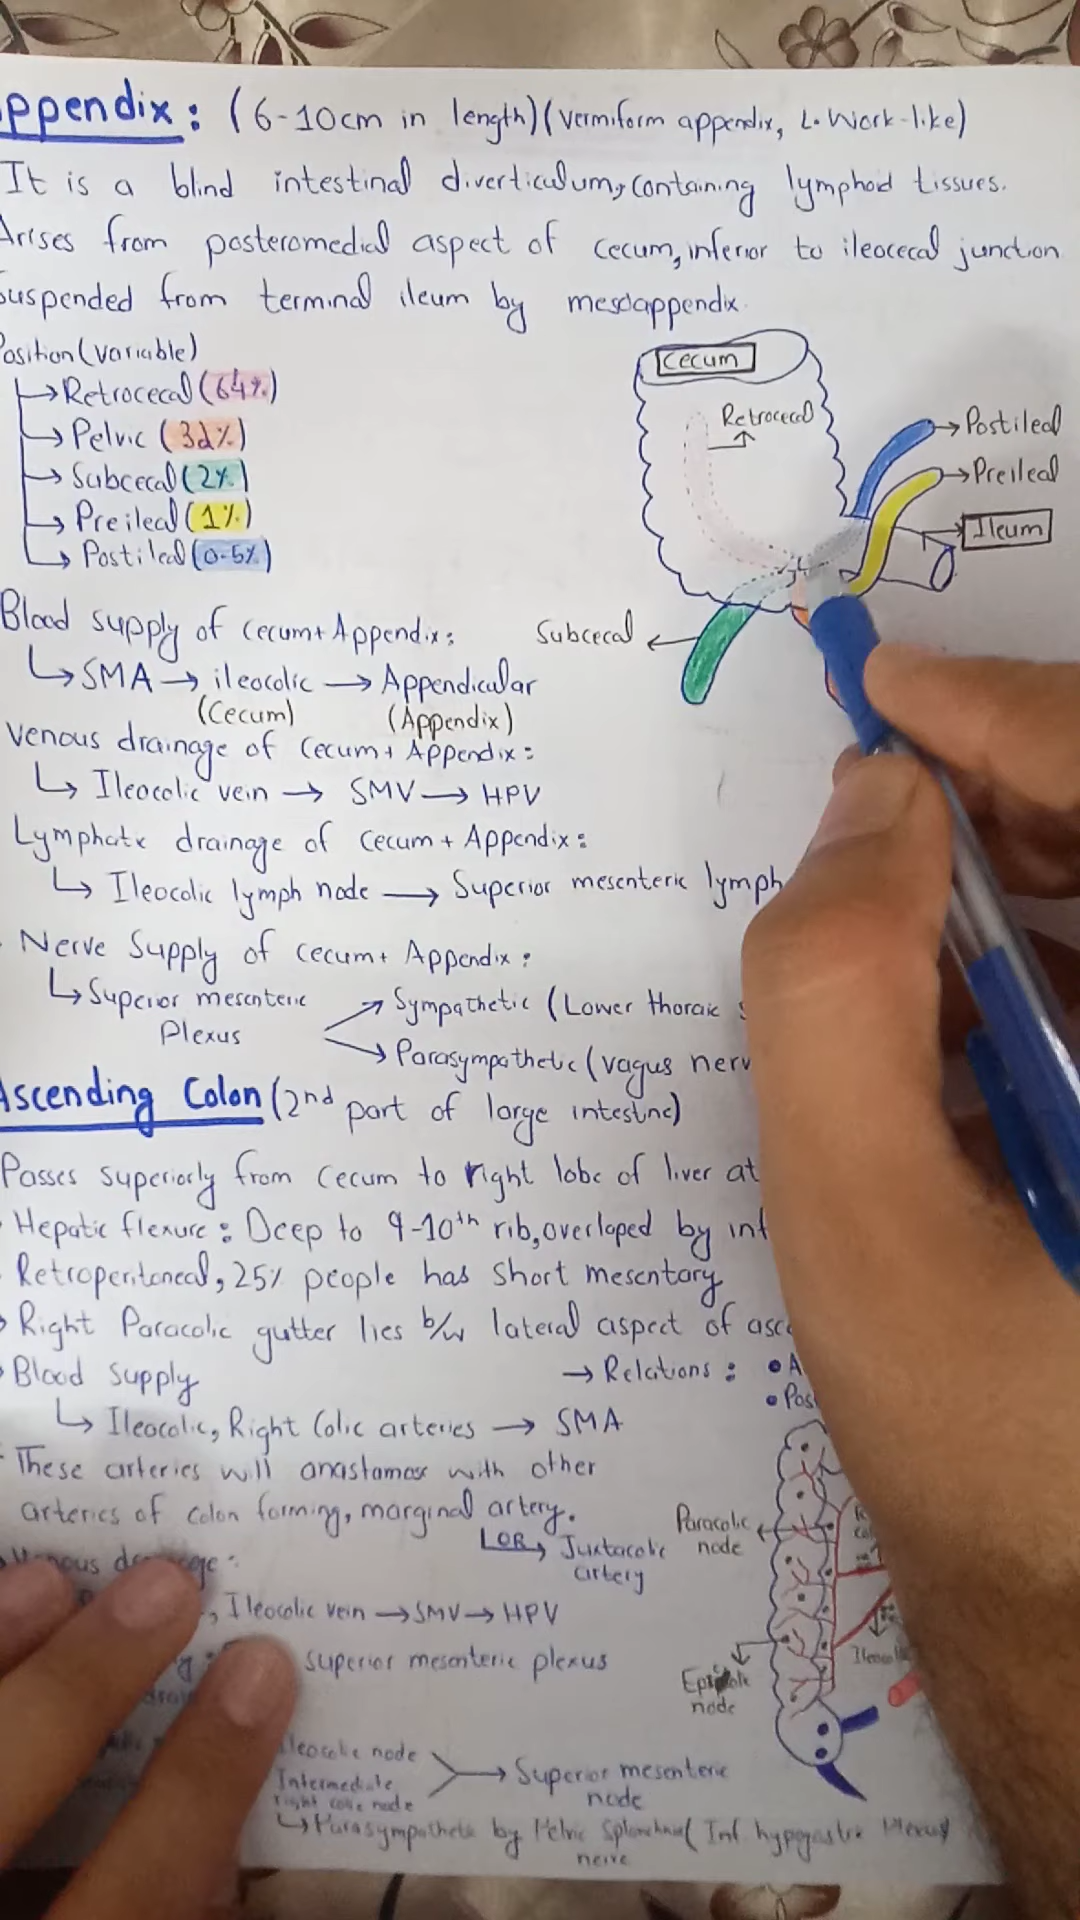 ppendix: (6-10cm in length)(vermiform appendix, L. Work-like)
It is a blind intestinal diverticulum, containing lymphoid tissues.
Arises from posteromedial aspect of cecum, inferior to ileocecal junction
Suspended from terminal ileum by mesoappendix.
Position (variable)
→ Retrocecal (64%)
→ Pelvic (32%)
→ Subcecal (2%)
→ Preileal (1%)
→ Postileal (0.5%)
Cecum
Retrocecal
→ Postileal
→ Preileal
Ileum
Subcecal ←
Blood supply of cecum + Appendix:
↳ SMA → ileocolic → Appendicular
(Cecum) (Appendix)
Venous drainage of Cecum + Appendix:
↳ Ileocolic vein → SMV → HPV
Lymphatic drainage of cecum + Appendix:
↳ Ileocolic lymph node → Superior mesenteric lymph
Nerve Supply of cecum + Appendix:
↳ Superior mesenteric Plexus
→ Sympathetic (Lower thoraic s
→ Parasympathetic (vagus nerv
Ascending Colon (2nd part of large intestine)
Passes superiorly from cecum to right lobe of liver at
Hepatic flexure: Deep to 9-10th rib, overloped by inf
Retroperitoneal, 25% people has short mesentary
Right Paracolic gutter lies b/w lateral aspect of asc
Blood supply
↳ Ileocolic, Right Colic arteries → SMA
→ Relations: • A
• Pos
These arteries will anastamose with other
arteries of colon forming, marginal artery.
LOR, Juxtacolic
artery
Paracolic
node
Venous
, Ileocolic vein → SMV → HPV
superior mesenteric plexus
node
Ileocolic node
Intermediate
right colic node
→ Superior mesenteric
node
↳ Parasympathetic by Pelvic Splanchnic (Inf hypogastric Plexus)
nerve